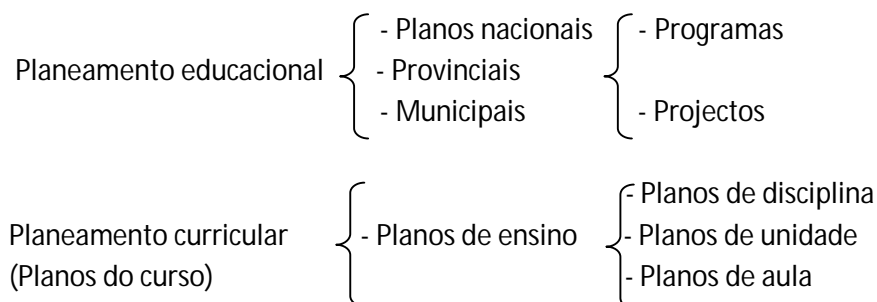 - Planos nacionais - Programas
Planeamento educacional - Provinciais
- Municipais - Projectos
- Planos de disciplina
Planeamento curricular - Planos de ensino - Planos de unidade
(Planos do curso) - Planos de aula